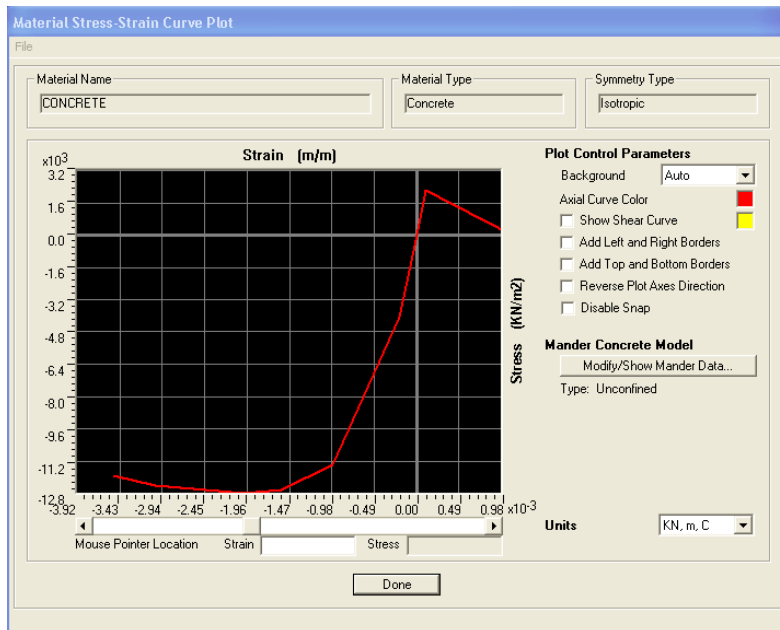 Material Stress-Strain Curve Plot
File
Material Name
CONCRETE
Material Type
Concrete
Symmetry Type
Isotropic
Strain (m/m)
x10³
3.2
1.6
0.0
-1.6
-3.2
-4.8
-6.4
-8.0
-9.6
-11.2
-12.8
-3.92 -3.43 -2.94 -2.45 -1.96 -1.47 -0.98 -0.49 0.00 0.49 0.98 x10⁻³
Stress (KN/m2)
Mouse Pointer Location Strain Stress
Plot Control Parameters
Background Auto
Axial Curve Color
Show Shear Curve
Add Left and Right Borders
Add Top and Bottom Borders
Reverse Plot Axes Direction
Disable Snap
Mander Concrete Model
Modify/Show Mander Data...
Type: Unconfined
Units KN, m, C
Done